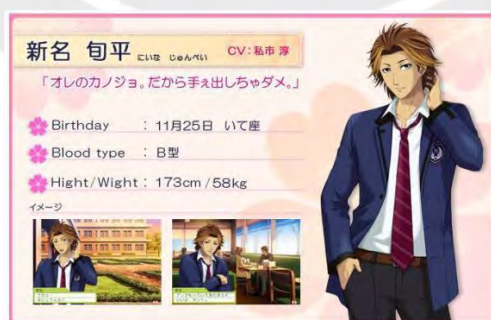 新名 旬平 にいな じゅんぺい CV:私市 淳
「オレのカノジョ。だから手ぇ出しちゃダメ。」
Birthday : 11月25日 いて座
Blood type : B型
Hight/Wight : 173cm/58kg
イメージ